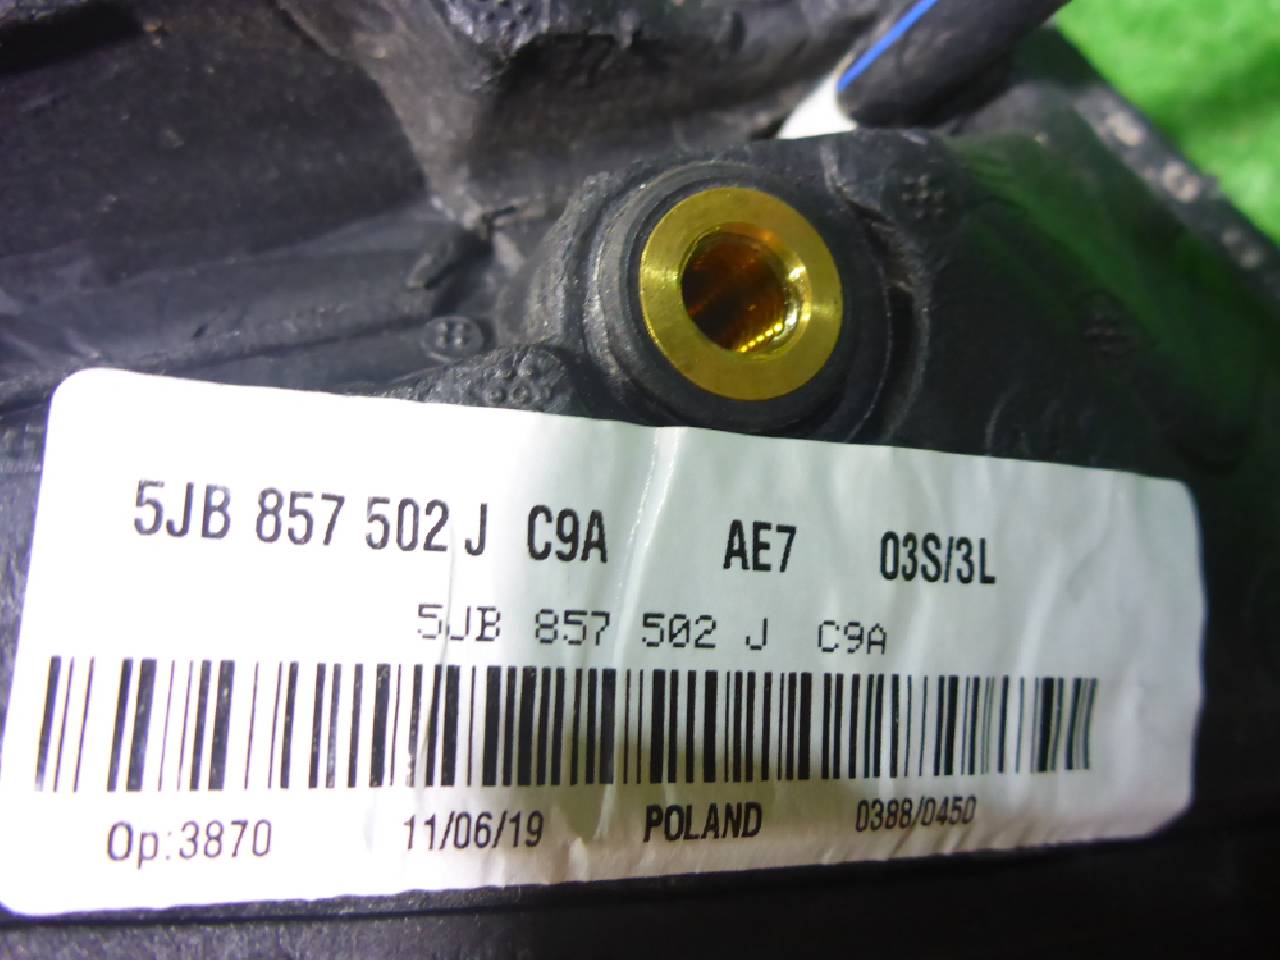 5JB 857 502 J C9A AE7 03S/3L
5JB 857 502 J C9A
Op:3870 11/06/19 POLAND 0388/0450